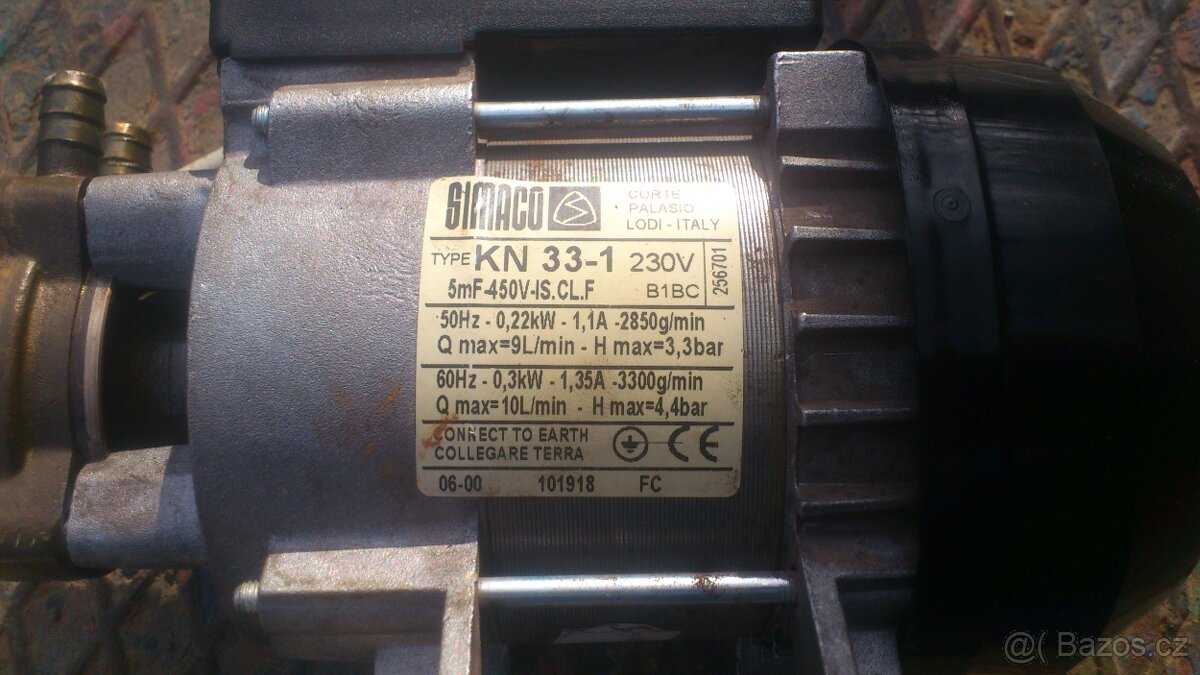 SIMACO
CORTE
PALASIO
LODI - ITALY
TYPE KN 33-1 230V
5mF-450V-IS.CL.F B1BC
256701
50Hz - 0,22kW - 1,1A -2850g/min
Q max=9L/min - H max=3,3bar
60Hz - 0,3kW - 1,35A -3300g/min
Q max=10L/min - H max=4,4bar
CONNECT TO EARTH
COLLEGARE TERRA
CE
06-00 101918 FC
@( Bazos.cz